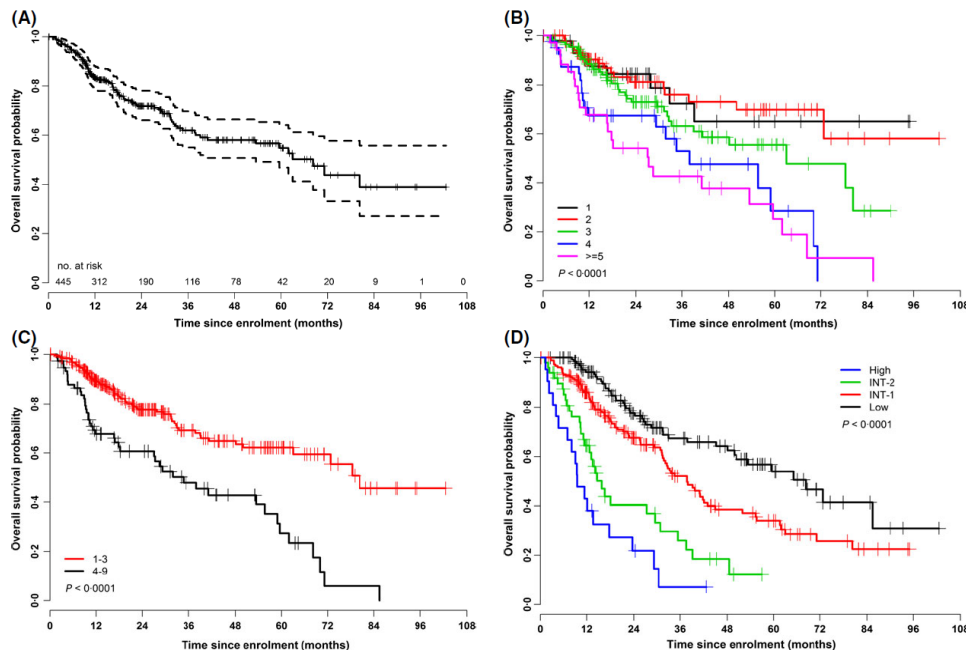 (A)
Overall survival probability
1·0
0·8
0·6
0·4
0·2
0·0
no. at risk
445 312 190 116 78 42 20 9 1 0
0 12 24 36 48 60 72 84 96 108
Time since enrolment (months)
(B)
Overall survival probability
1·0
0·8
0·6
0·4
0·2
0·0
1
2
3
4
>=5
P < 0·0001
0 12 24 36 48 60 72 84 96 108
Time since enrolment (months)
(C)
Overall survival probability
1·0
0·8
0·6
0·4
0·2
0·0
1-3
4-9
P < 0·0001
0 12 24 36 48 60 72 84 96 108
Time since enrolment (months)
(D)
Overall survival probability
1·0
0·8
0·6
0·4
0·2
0·0
High
INT-2
INT-1
Low
P < 0·0001
0 12 24 36 48 60 72 84 96 108
Time since enrolment (months)